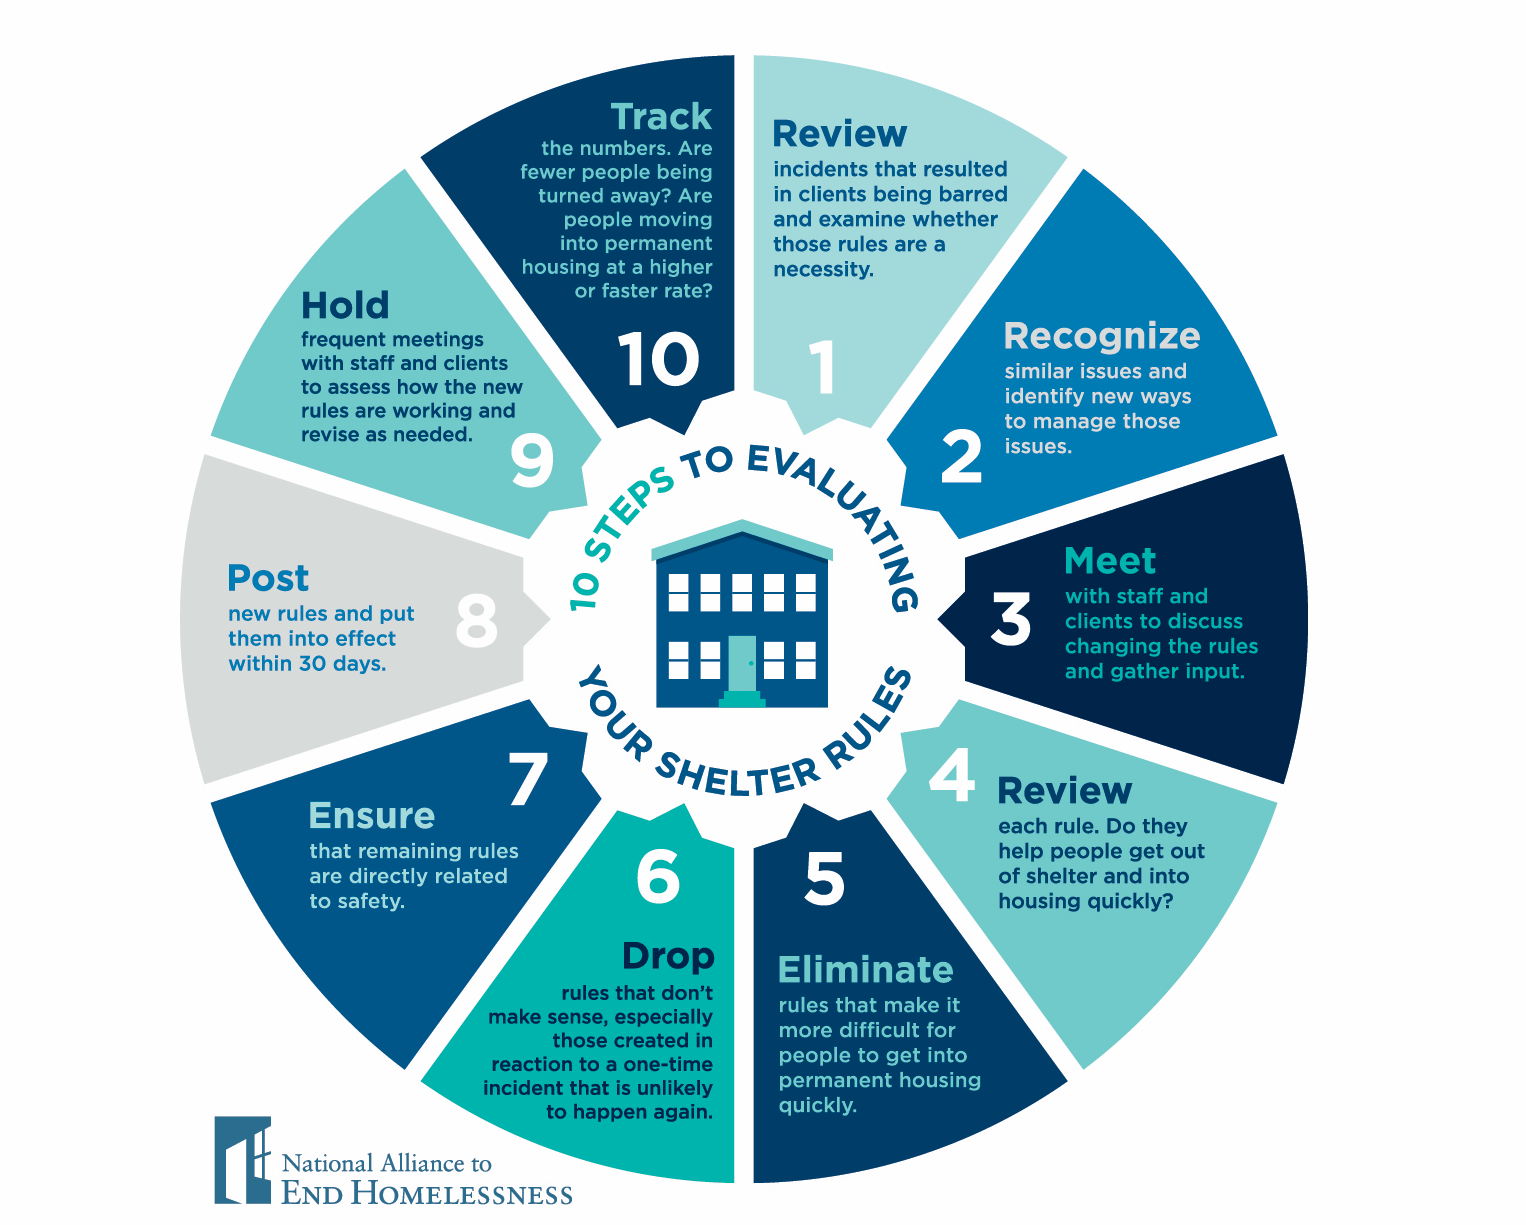 10 STEPS TO EVALUATING
YOUR SHELTER RULES
1
Review
incidents that resulted
in clients being barred
and examine whether
those rules are a
necessity.
2
Recognize
similar issues and
identify new ways
to manage those
issues.
3
Meet
with staff and
clients to discuss
changing the rules
and gather input.
4
Review
each rule. Do they
help people get out
of shelter and into
housing quickly?
5
Eliminate
rules that make it
more difficult for
people to get into
permanent housing
quickly.
6
Drop
rules that don’t
make sense, especially
those created in
reaction to a one-time
incident that is unlikely
to happen again.
7
Ensure
that remaining rules
are directly related
to safety.
8
Post
new rules and put
them into effect
within 30 days.
9
Hold
frequent meetings
with staff and clients
to assess how the new
rules are working and
revise as needed.
10
Track
the numbers. Are
fewer people being
turned away? Are
people moving
into permanent
housing at a higher
or faster rate?
National Alliance to
END HOMELESSNESS